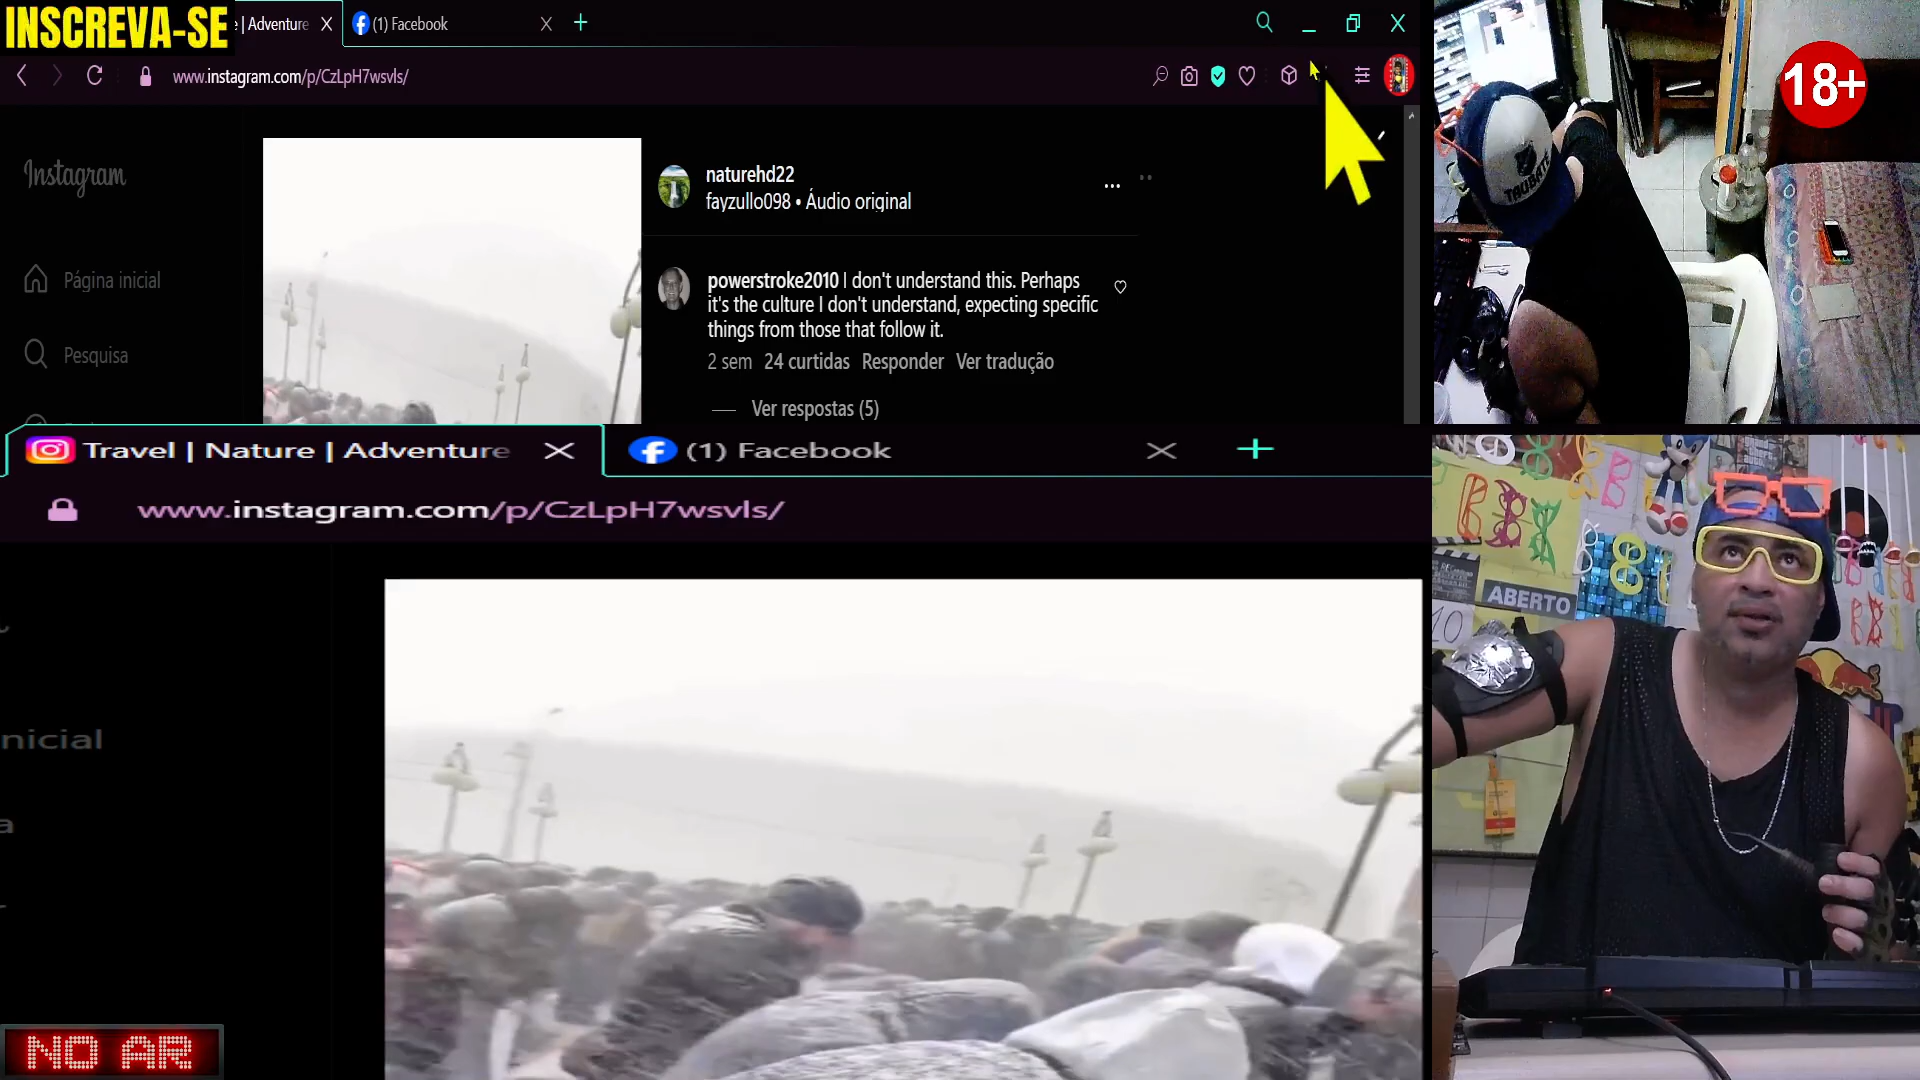 INSCREVA-SE
Adventure
(1) Facebook
www.instagram.com/p/CzLpH7wsvls/
Instagram
naturehd22
fayzullo098 • Áudio original
Página inicial
powerstroke2010 I don't understand this. Perhaps
it's the culture I don't understand, expecting specific
things from those that follow it.
Pesquisa
2 sem 24 curtidas Responder Ver tradução
Ver respostas (5)
18+
TAUBATÉ
Travel | Nature | Adventure
(1) Facebook
www.instagram.com/p/CzLpH7wsvls/
nicial
a
ABERTO
10
NO AR